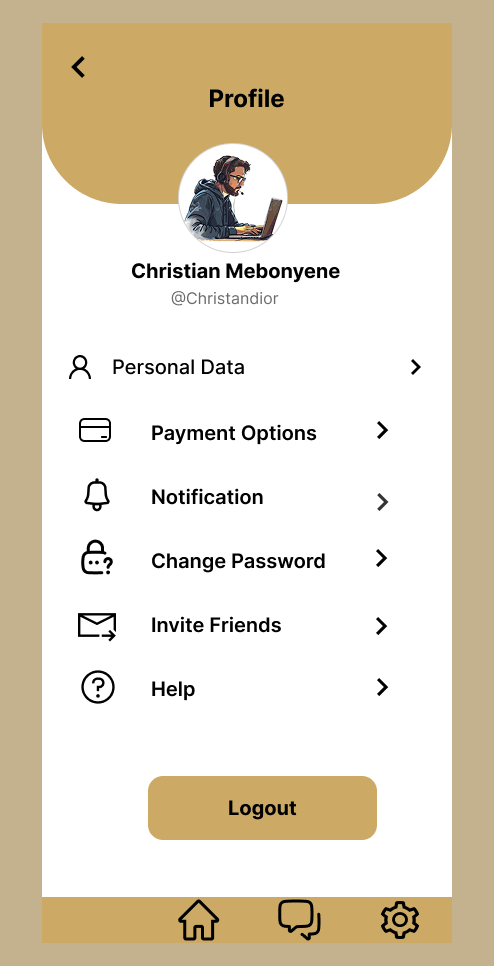 Profile
Christian Mebonyene
@Christandior
Personal Data
Payment Options
Notification
Change Password
Invite Friends
Help
Logout